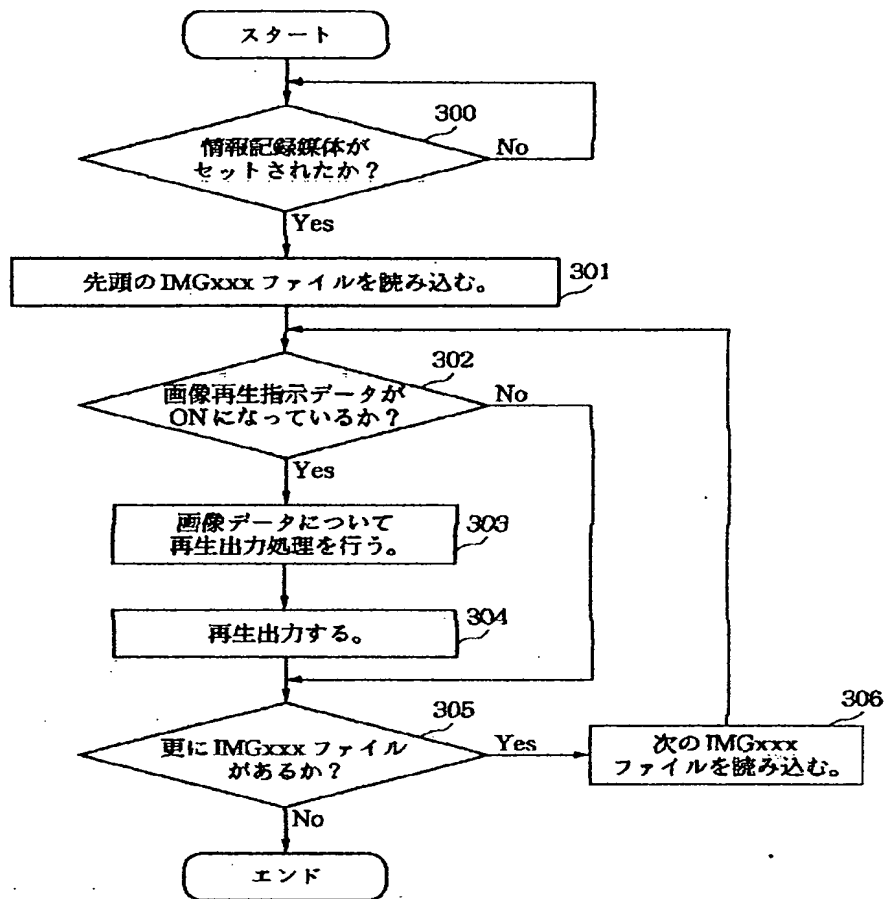 スタート
300
情報記録媒体が
セットされたか?
No
Yes
先頭のIMGxxxファイルを読み込む。
301
302
画像再生指示データが
ONになっているか?
No
Yes
画像データについて
再生出力処理を行う。
303
再生出力する。
304
305
更にIMGxxxファイル
があるか?
Yes
306
次のIMGxxx
ファイルを読み込む。
No
エンド